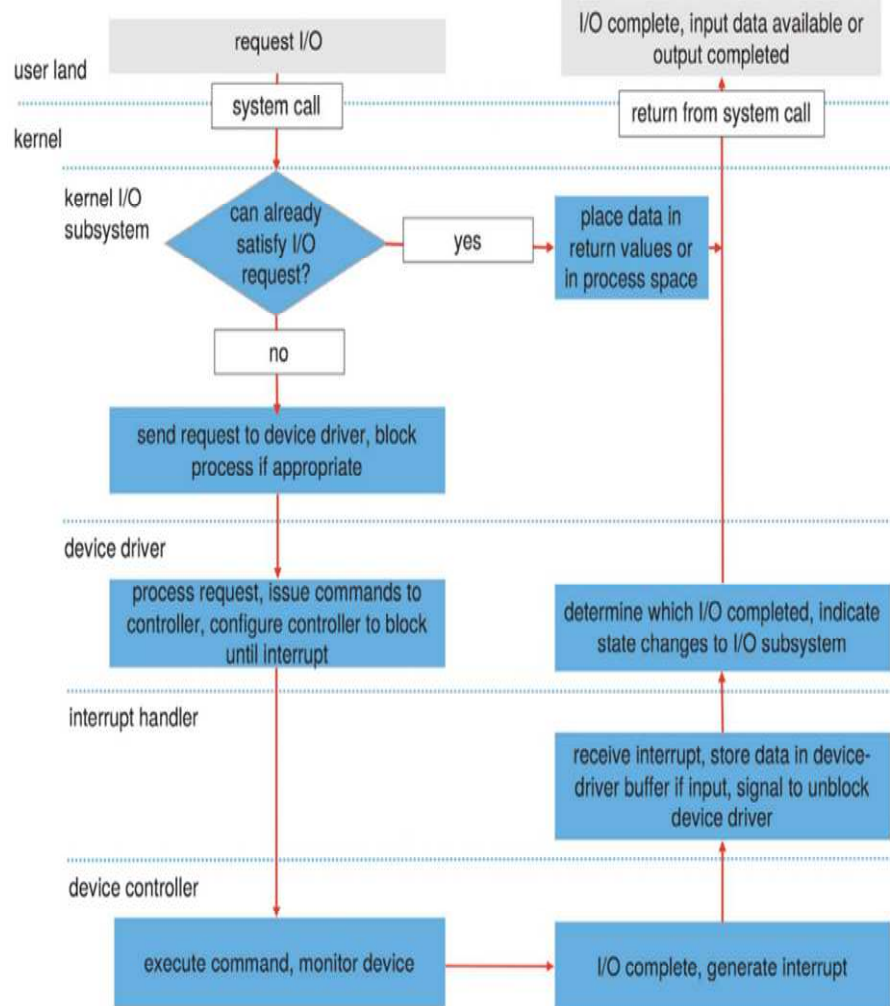 request I/O
I/O complete, input data available or
output completed
user land
system call
return from system call
kernel
kernel I/O
subsystem
can already
satisfy I/O
request?
yes
place data in
return values or
in process space
no
send request to device driver, block
process if appropriate
device driver
process request, issue commands to
controller, configure controller to block
until interrupt
determine which I/O completed, indicate
state changes to I/O subsystem
interrupt handler
receive interrupt, store data in device-
driver buffer if input, signal to unblock
device driver
device controller
execute command, monitor device
I/O complete, generate interrupt